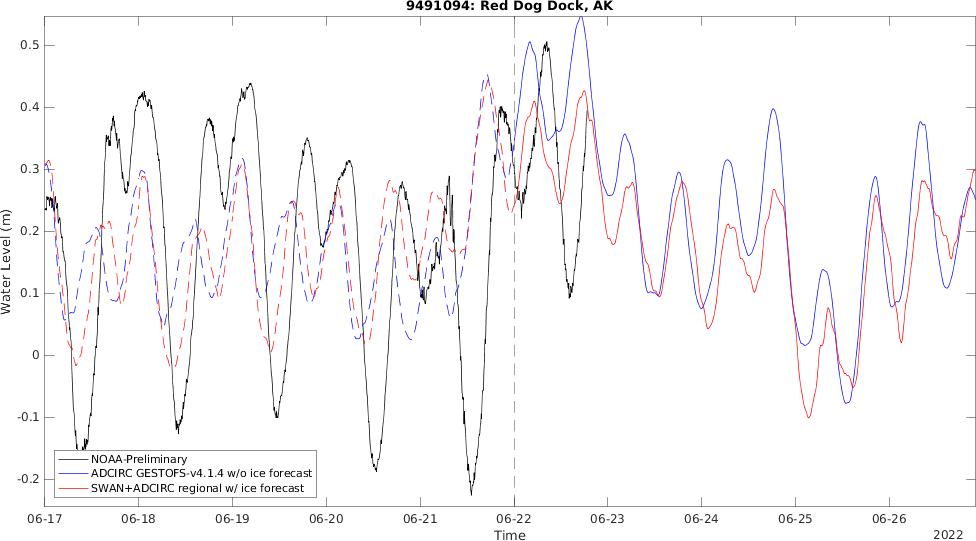 9491094: Red Dog Dock, AK
Water Level (m)
0.5
0.4
0.3
0.2
0.1
0
-0.1
-0.2
NOAA-Preliminary
ADCIRC GESTOFS-v4.1.4 w/o ice forecast
SWAN+ADCIRC regional w/ ice forecast
06-17 06-18 06-19 06-20 06-21 06-22 06-23 06-24 06-25 06-26
Time
2022